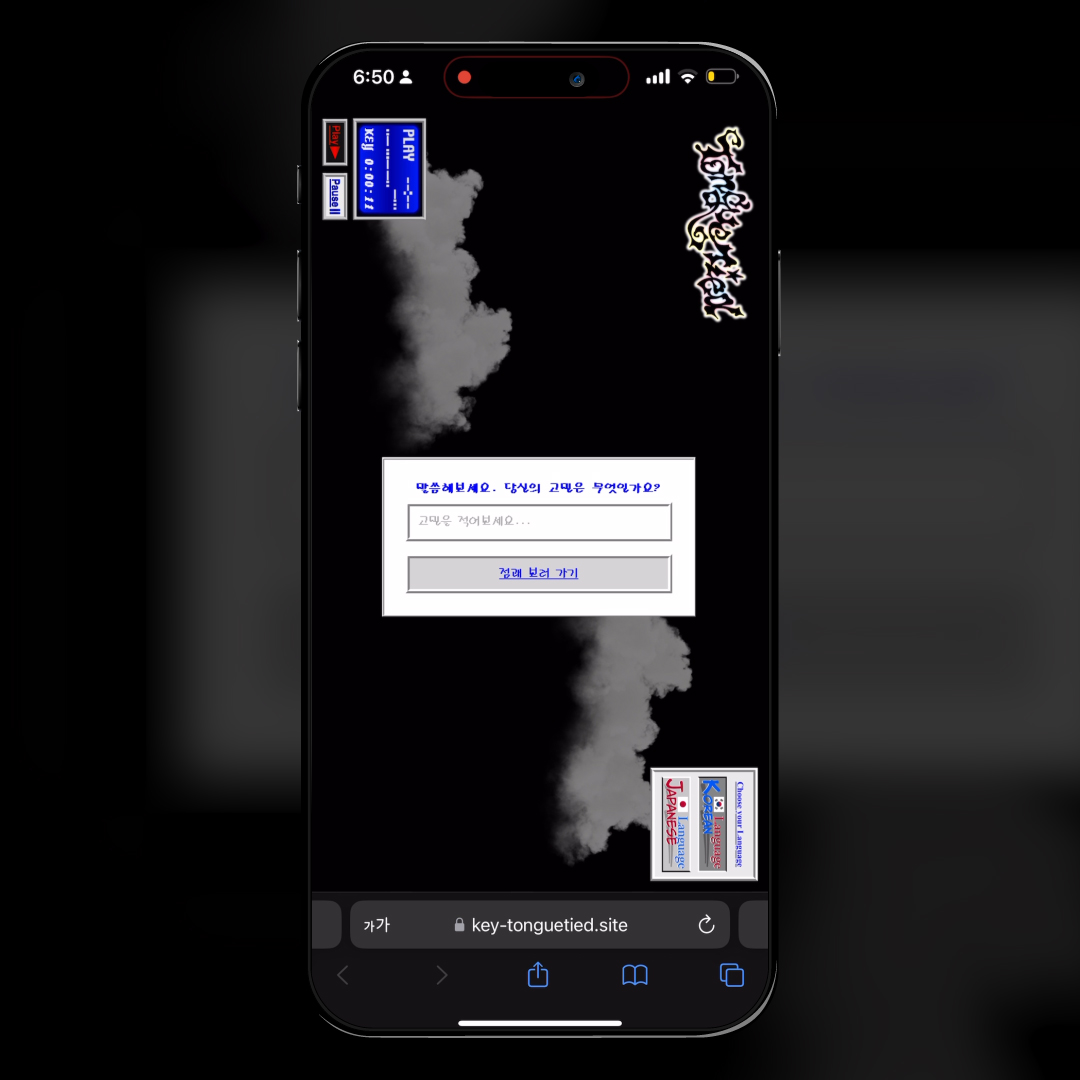 6:50
PLAY --:--
KEY 0:00:11
Play
Pause
Tongue Tied
말씀해보세요. 당신의 고민은 무엇인가요?
고민을 적어보세요...
점괘 보러 가기
Choose your Language
KOREAN Language
JAPANESE Language
가가
key-tonguetied.site